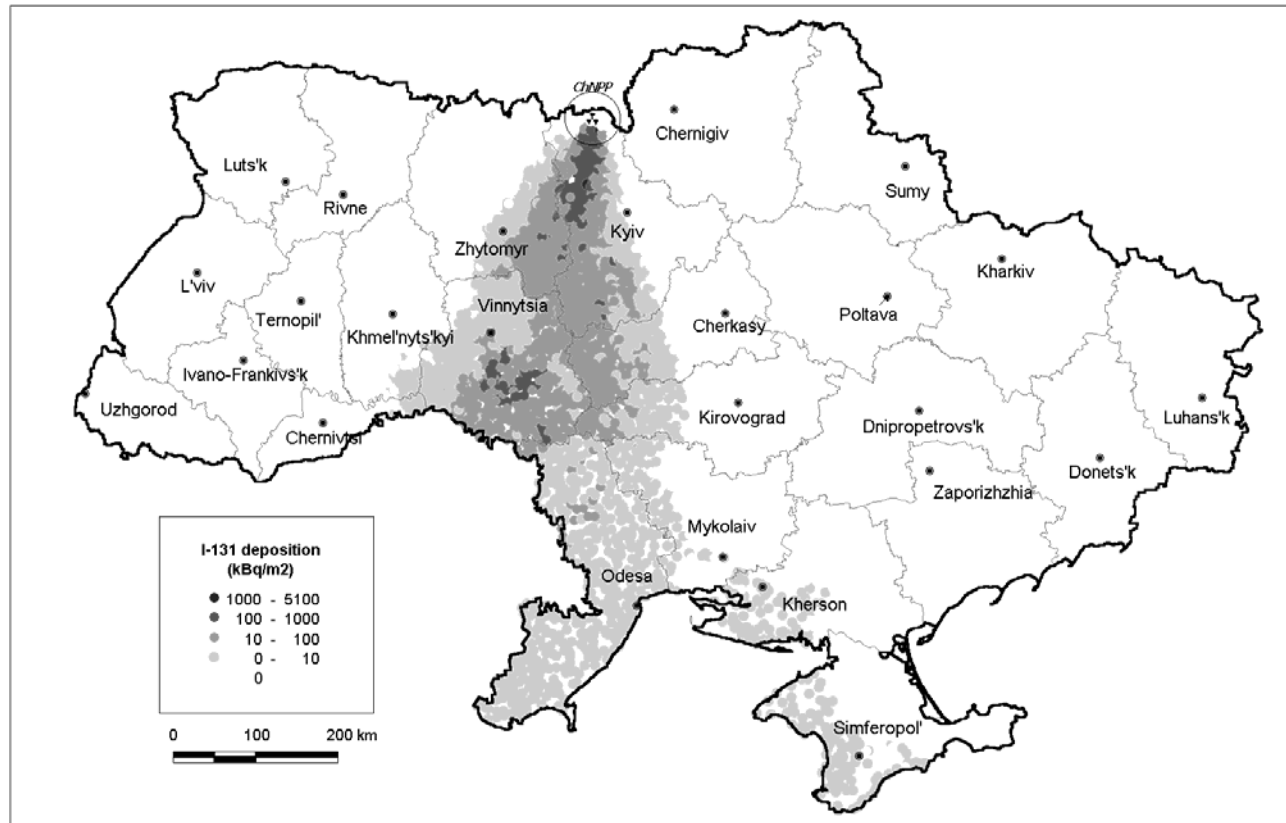 ChNPP
Chernigiv
Luts'k
Sumy
Rivne
Kyiv
Zhytomyr
Kharkiv
L'viv
Vinnytsia
Ternopil'
Poltava
Cherkasy
Khmel'nyts'kyi
Ivano-Frankivs'k
Uzhgorod
Kirovograd
Luhans'k
Dnipropetrovs'k
Chernivtsi
Donets'k
Zaporizhzhia
Mykolaiv
I-131 deposition
(kBq/m2)
1000 - 5100
100 - 1000
10 - 100
0 - 10
0
Odesa
Kherson
Simferopol'
0 100 200 km